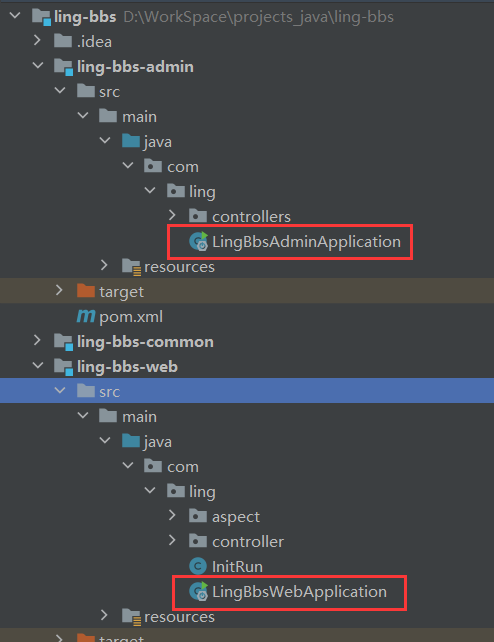 ling-bbs D:\WorkSpace\projects_java\ling-bbs
.idea
ling-bbs-admin
src
main
java
com
ling
controllers
LingBbsAdminApplication
resources
target
pom.xml
ling-bbs-common
ling-bbs-web
src
main
java
com
ling
aspect
controller
InitRun
LingBbsWebApplication
resources
target